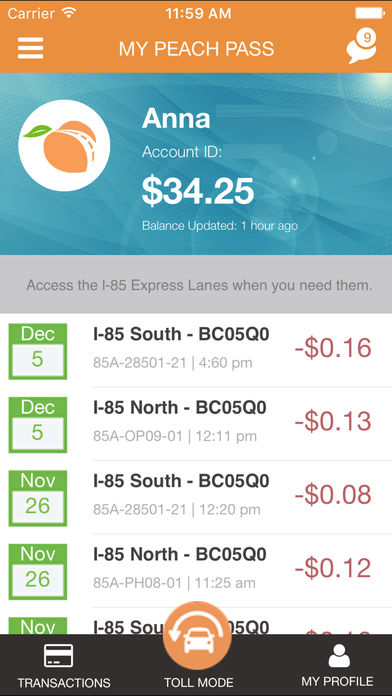 Carrier 11:59 AM
MY PEACH PASS
9
Anna
Account ID:
$34.25
Balance Updated: 1 hour ago
Access the I-85 Express Lanes when you need them.
Dec
5
I-85 South - BC05Q0
-$0.16
85A-28501-21 | 4:60 pm
Dec
5
I-85 North - BC05Q0
-$0.13
85A-OP09-01 | 12:11 pm
Nov
26
I-85 South - BC05Q0
-$0.08
85A-28501-21 | 12:20 pm
Nov
26
I-85 North - BC05Q0
-$0.12
85A-PH08-01 | 11:25 am
Nov
I-85 BC05Q0
TRANSACTIONS
TOLL MODE
MY PROFILE